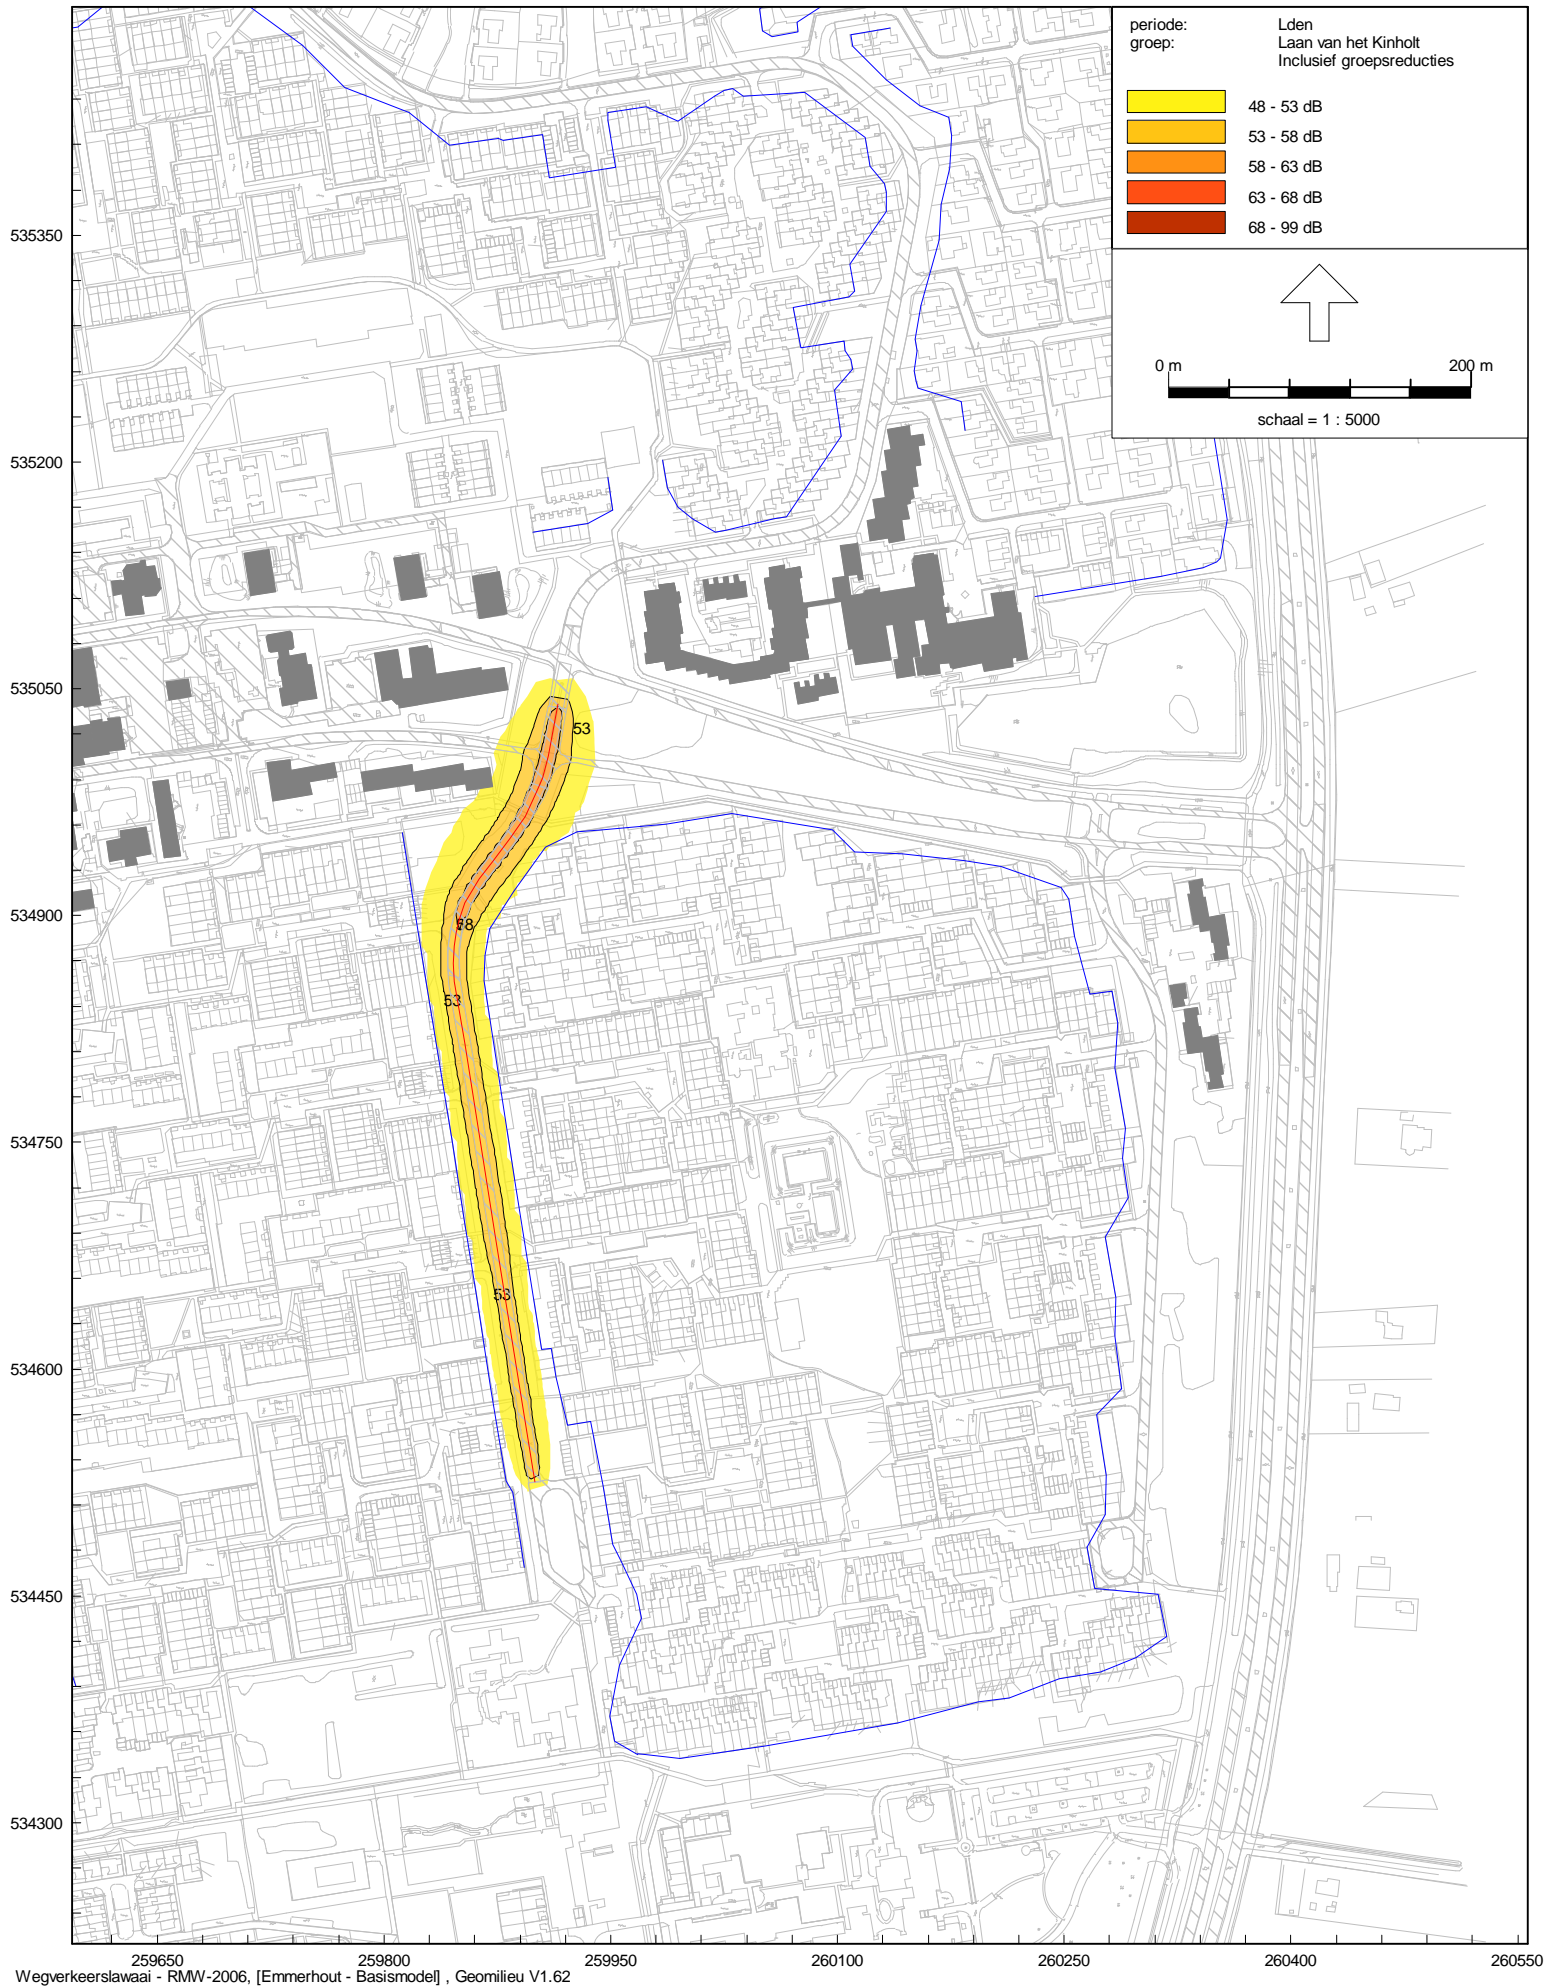 periode: Lden
groep: Laan van het Kinholt
Inclusief groepsreducties
48 - 53 dB
53 - 58 dB
58 - 63 dB
63 - 68 dB
68 - 99 dB
0 m 200 m
schaal = 1 : 5000
535350
535200
535050
534900
534750
534600
534450
534300
53
53
53
259650 259800 259950 260100 260250 260400 260550
Wegverkeerslawaai - RMW-2006, [Emmerhout - Basismodel] , Geomilieu V1.62